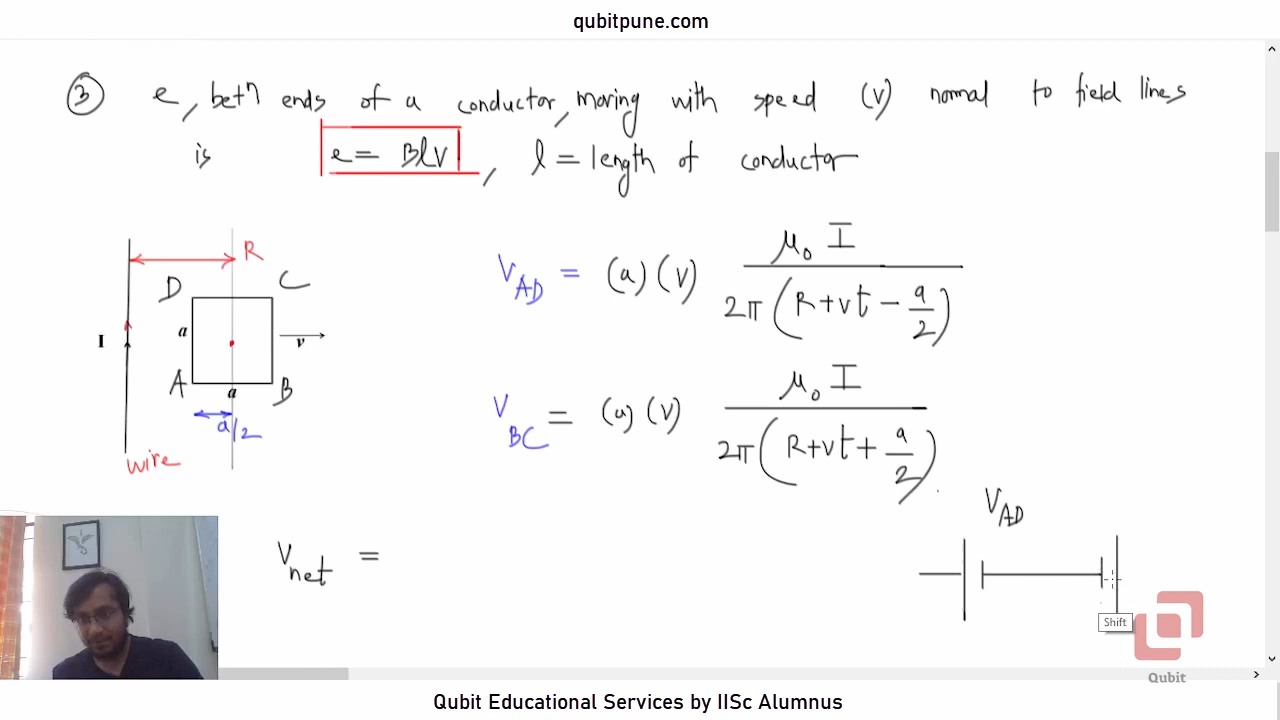 qubitpune.com
③ e, betⁿ ends of a conductor, moving with speed (v) normal to field lines
is e = Blv, l = length of conductor
R
D C
a
I
v
A B
a
a/2
wire
V_AD = (a)(v) μ₀ I / 2π (R+vt − a/2)
V_BC = (a)(v) μ₀ I / 2π (R+vt + a/2)
V_AD
V_net =
Shift
Qubit
Qubit Educational Services by IISc Alumnus